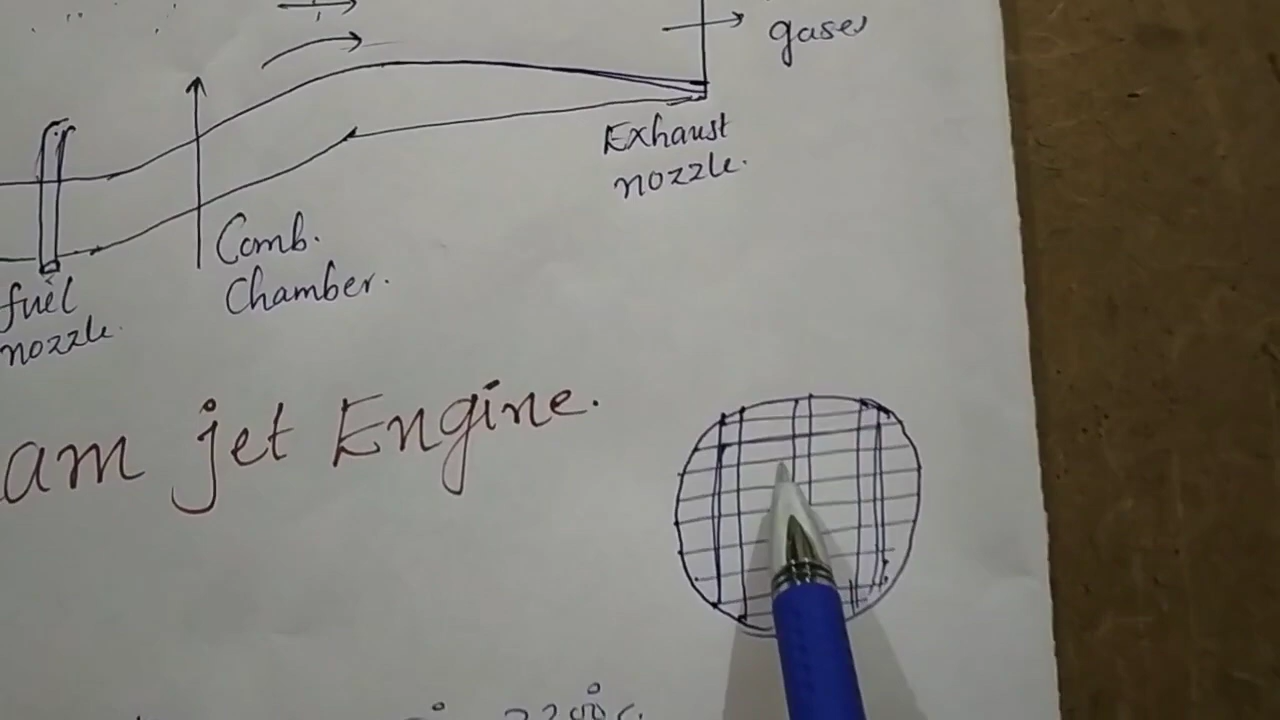 gases
Exhaust
nozzle.
Comb.
Chamber.
fuel
nozzle.
am jet Engine.